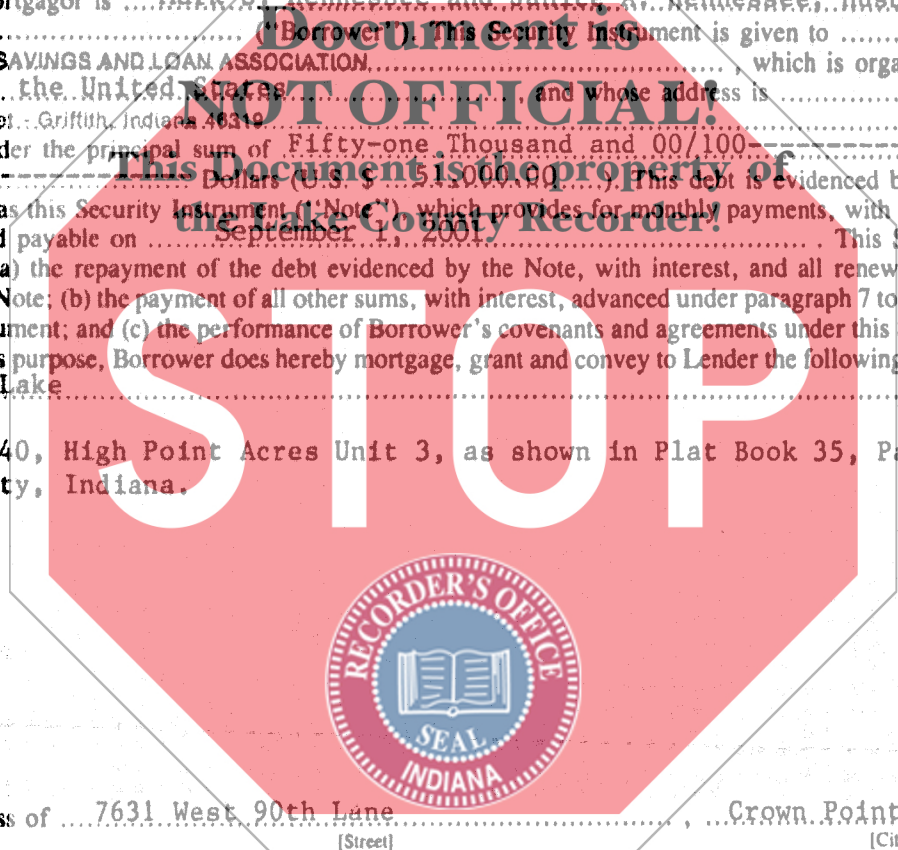 rtgagor is
Document is
("Borrower"). This Security Instrument is given to
SAVINGS AND LOAN ASSOCIATION , which is orga
the United States and whose address is
NOT OFFICIAL!
- Griffith, Indiana 46319
der the principal sum of Fifty-one Thousand and 00/100
This Document is the property of
Dollars (U.S. $ 51,000.00 ). This debt is evidenced b
as this Security Instrument ("Note"), which provides for monthly payments, with
the Lake County Recorder!
payable on September 1, 2001 . This S
a) the repayment of the debt evidenced by the Note, with interest, and all renew
Note; (b) the payment of all other sums, with interest, advanced under paragraph 7 to
ument; and (c) the performance of Borrower's covenants and agreements under this
s purpose, Borrower does hereby mortgage, grant and convey to Lender the following
Lake
STOP
40, High Point Acres Unit 3, as shown in Plat Book 35, Pa
ty, Indiana.
RECORDER'S OFFICE
SEAL
INDIANA
ss of 7631 West 90th Lane , Crown Point
[Street] [Cit